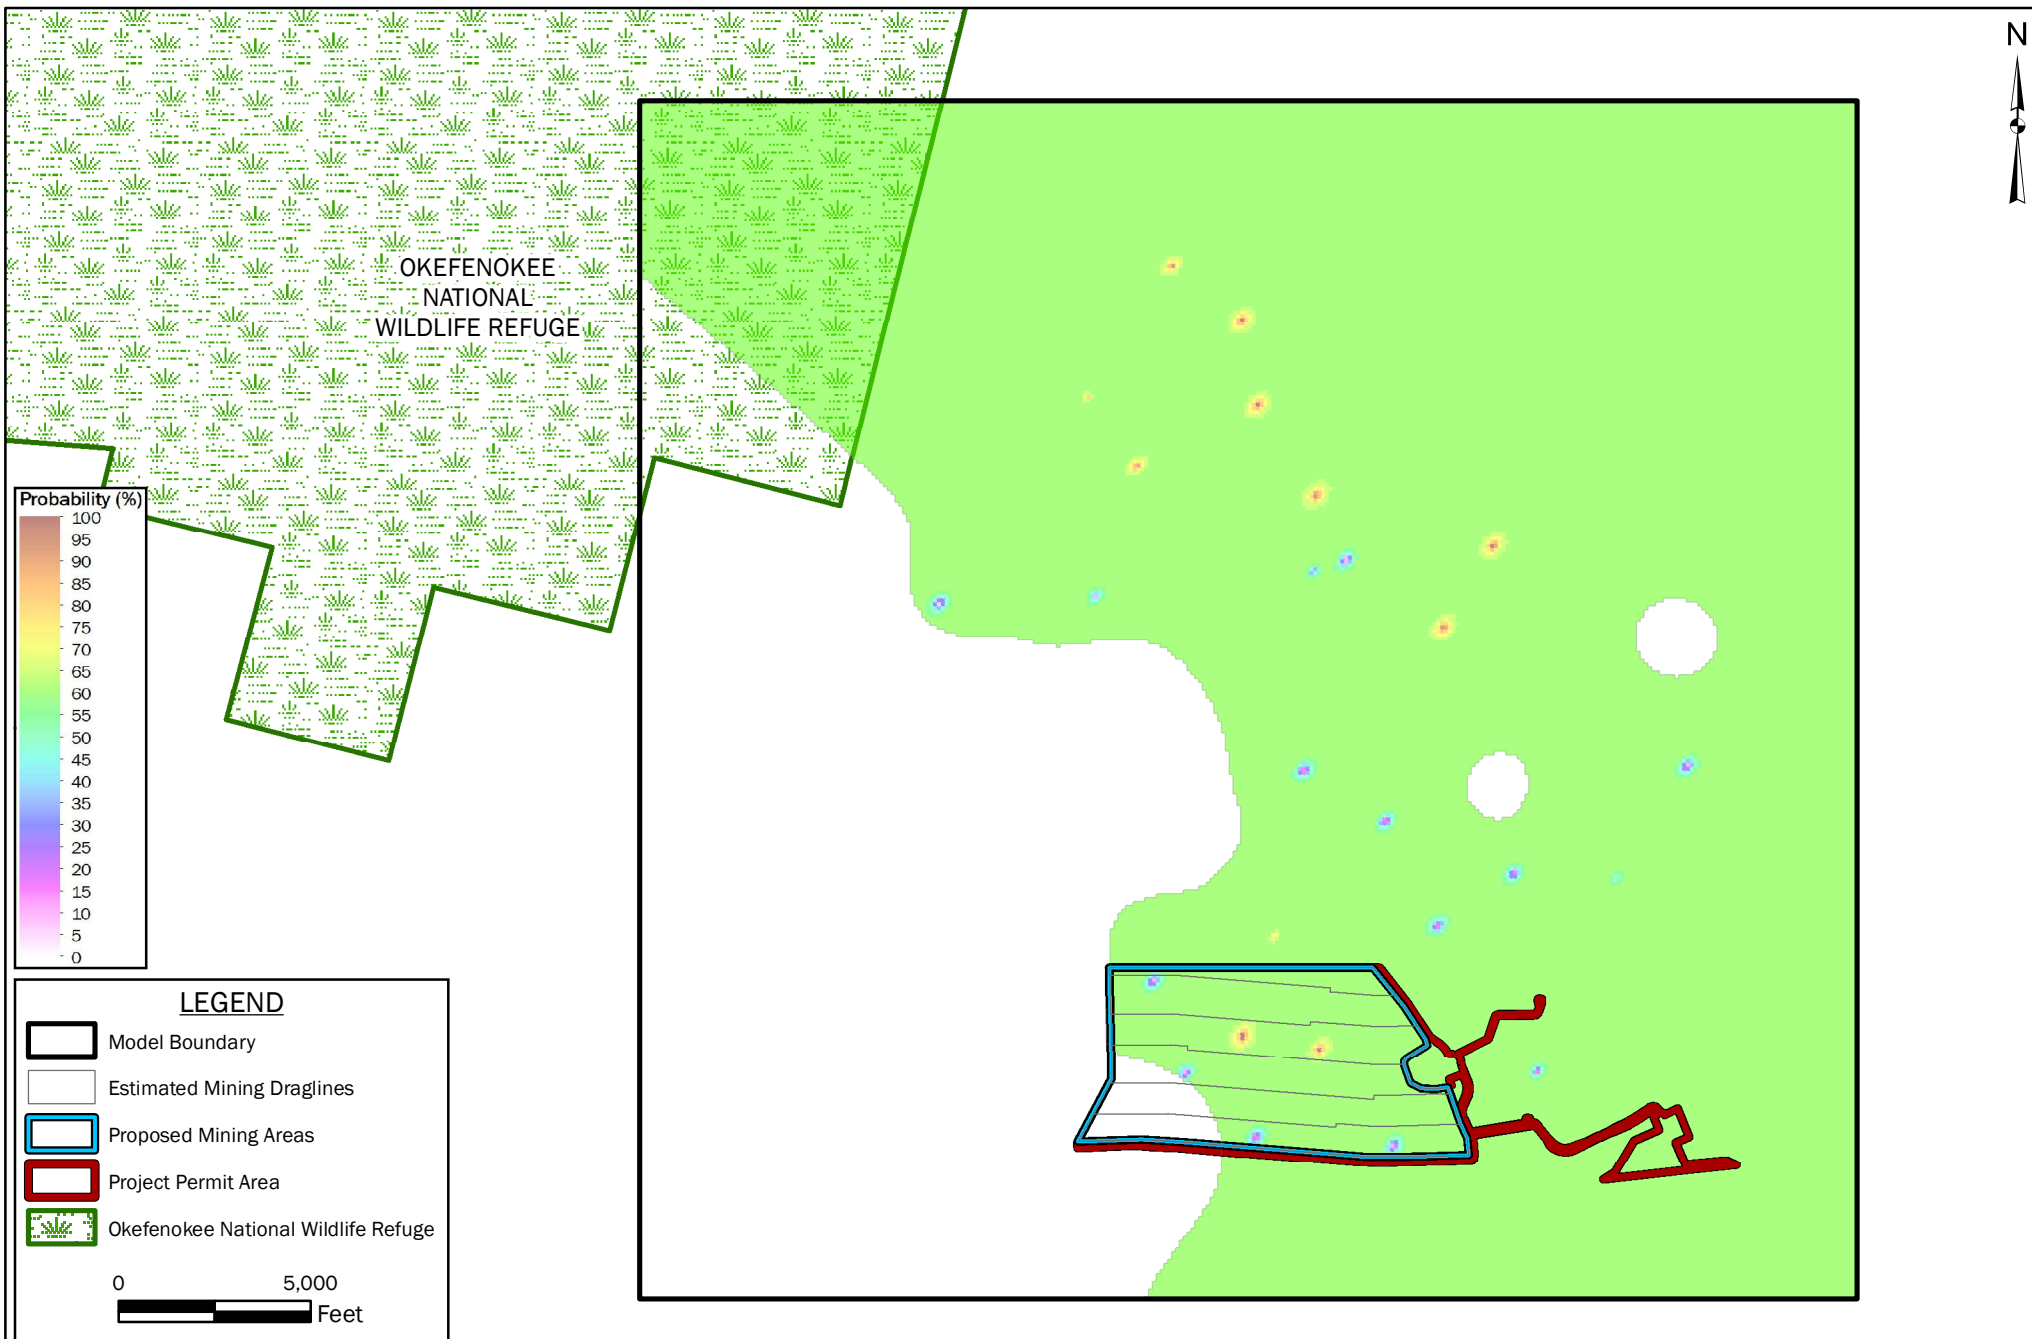 N
OKEFENOKEE
NATIONAL
WILDLIFE REFUGE
Probability (%)
100
95
90
85
80
75
70
65
60
55
50
45
40
35
30
25
20
15
10
5
0
LEGEND
Model Boundary
Estimated Mining Draglines
Proposed Mining Areas
Project Permit Area
Okefenokee National Wildlife Refuge
0 5,000
Feet